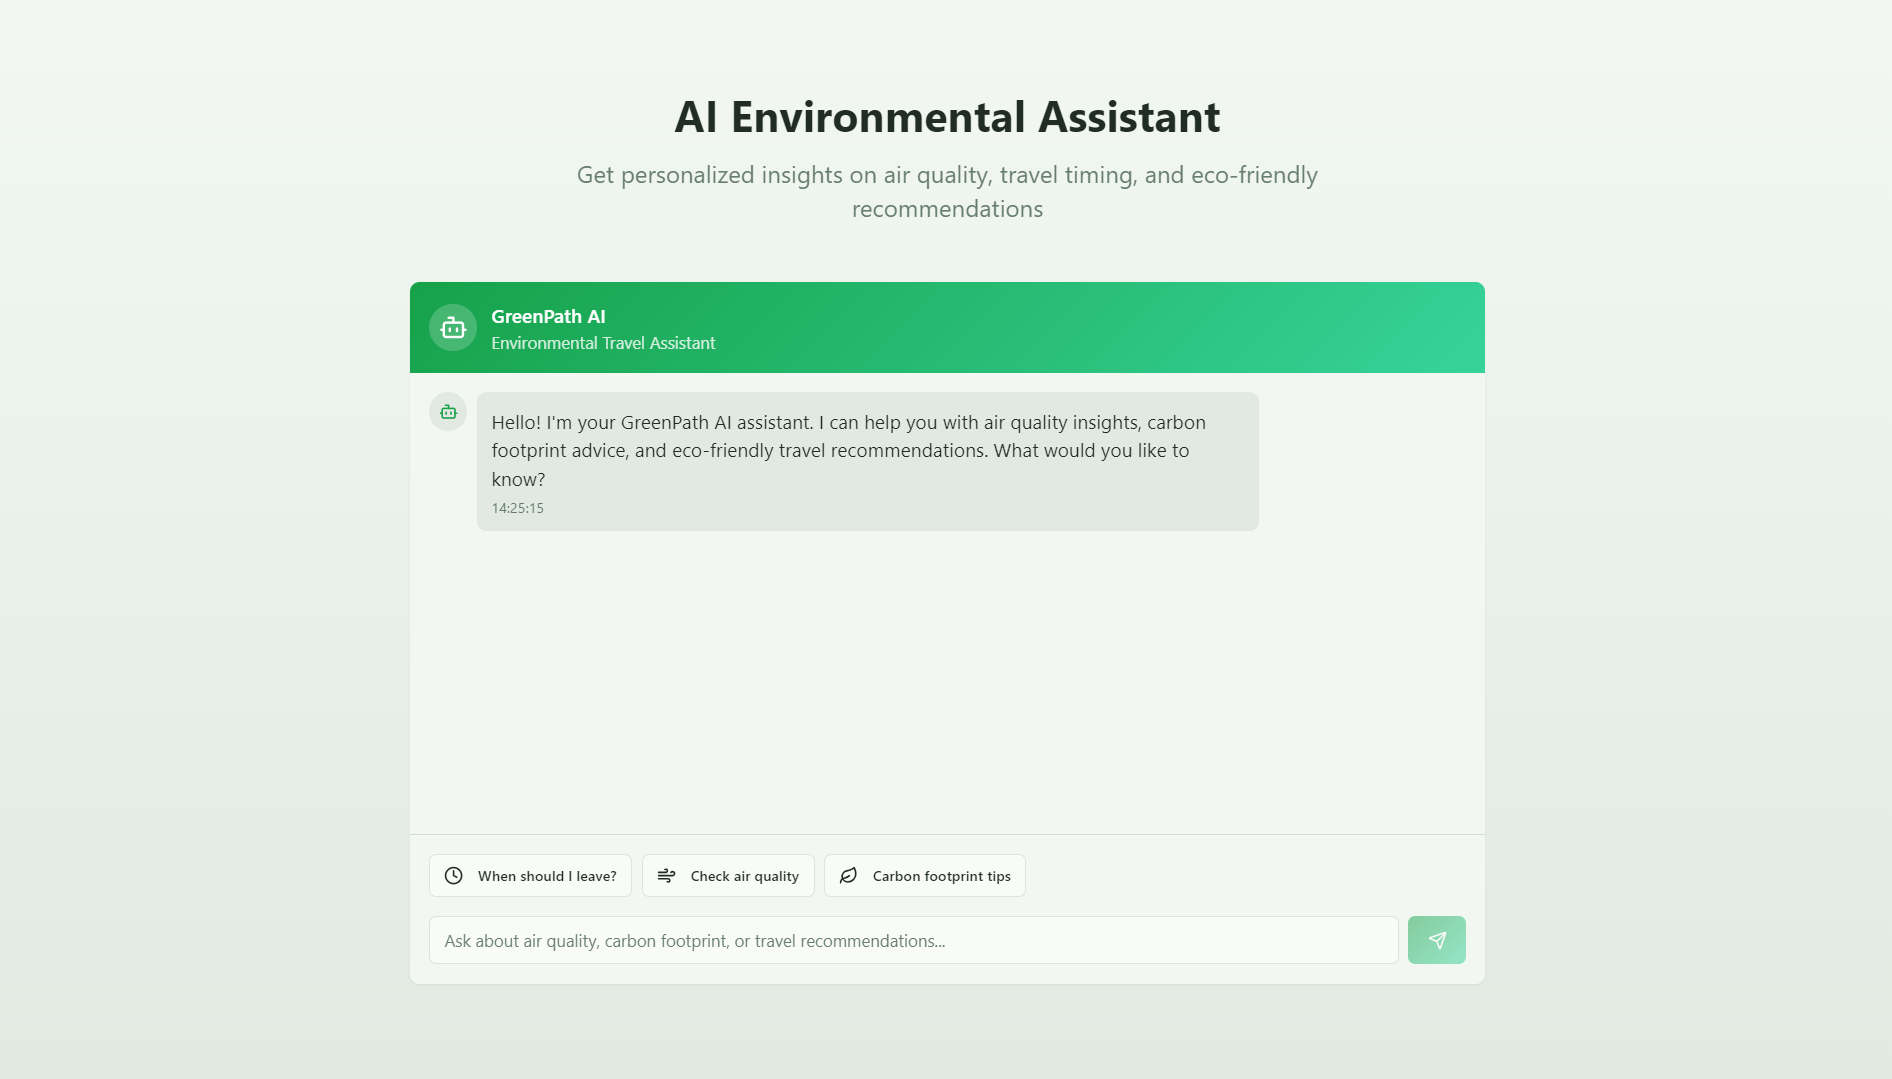 AI Environmental Assistant
Get personalized insights on air quality, travel timing, and eco-friendly
recommendations
GreenPath AI
Environmental Travel Assistant
Hello! I'm your GreenPath AI assistant. I can help you with air quality insights, carbon
footprint advice, and eco-friendly travel recommendations. What would you like to
know?
14:25:15
When should I leave?
Check air quality
Carbon footprint tips
Ask about air quality, carbon footprint, or travel recommendations...